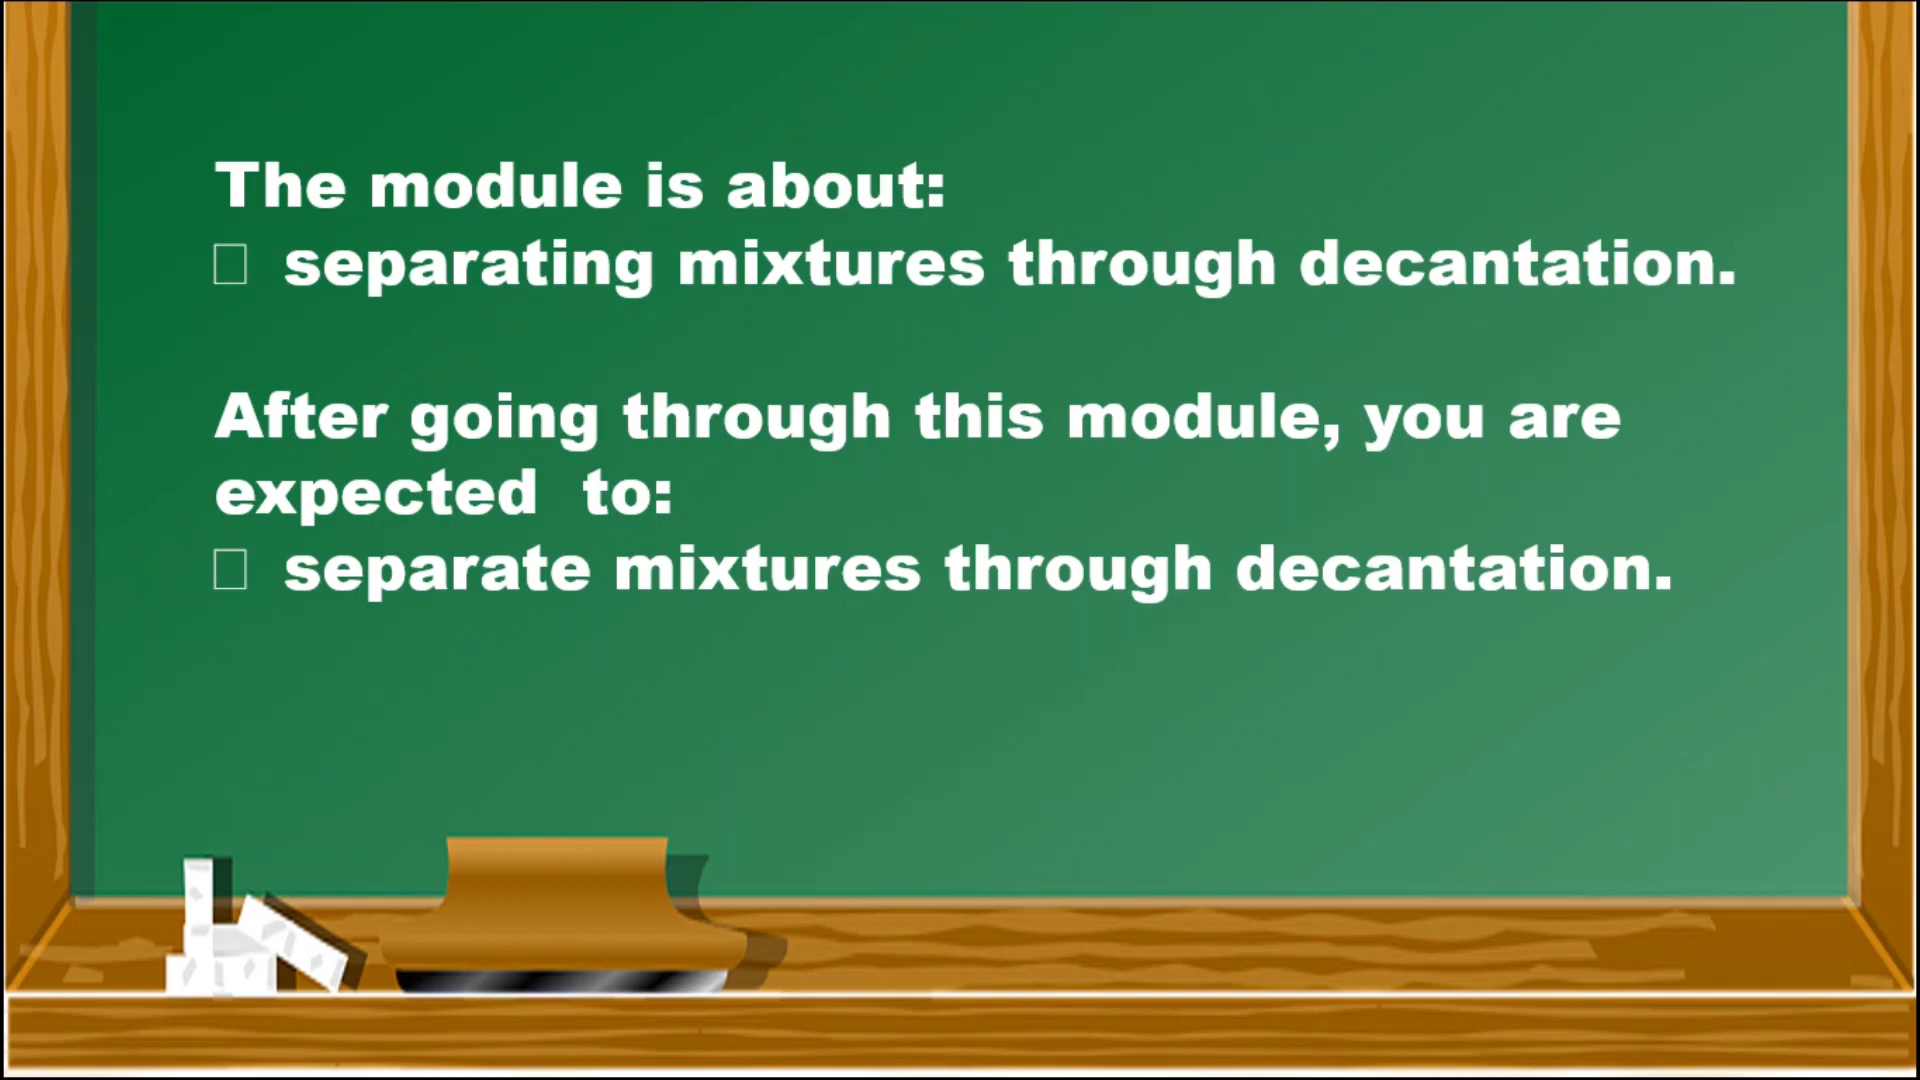 The module is about:
 separating mixtures through decantation.
After going through this module, you are
expected  to:
 separate mixtures through decantation.